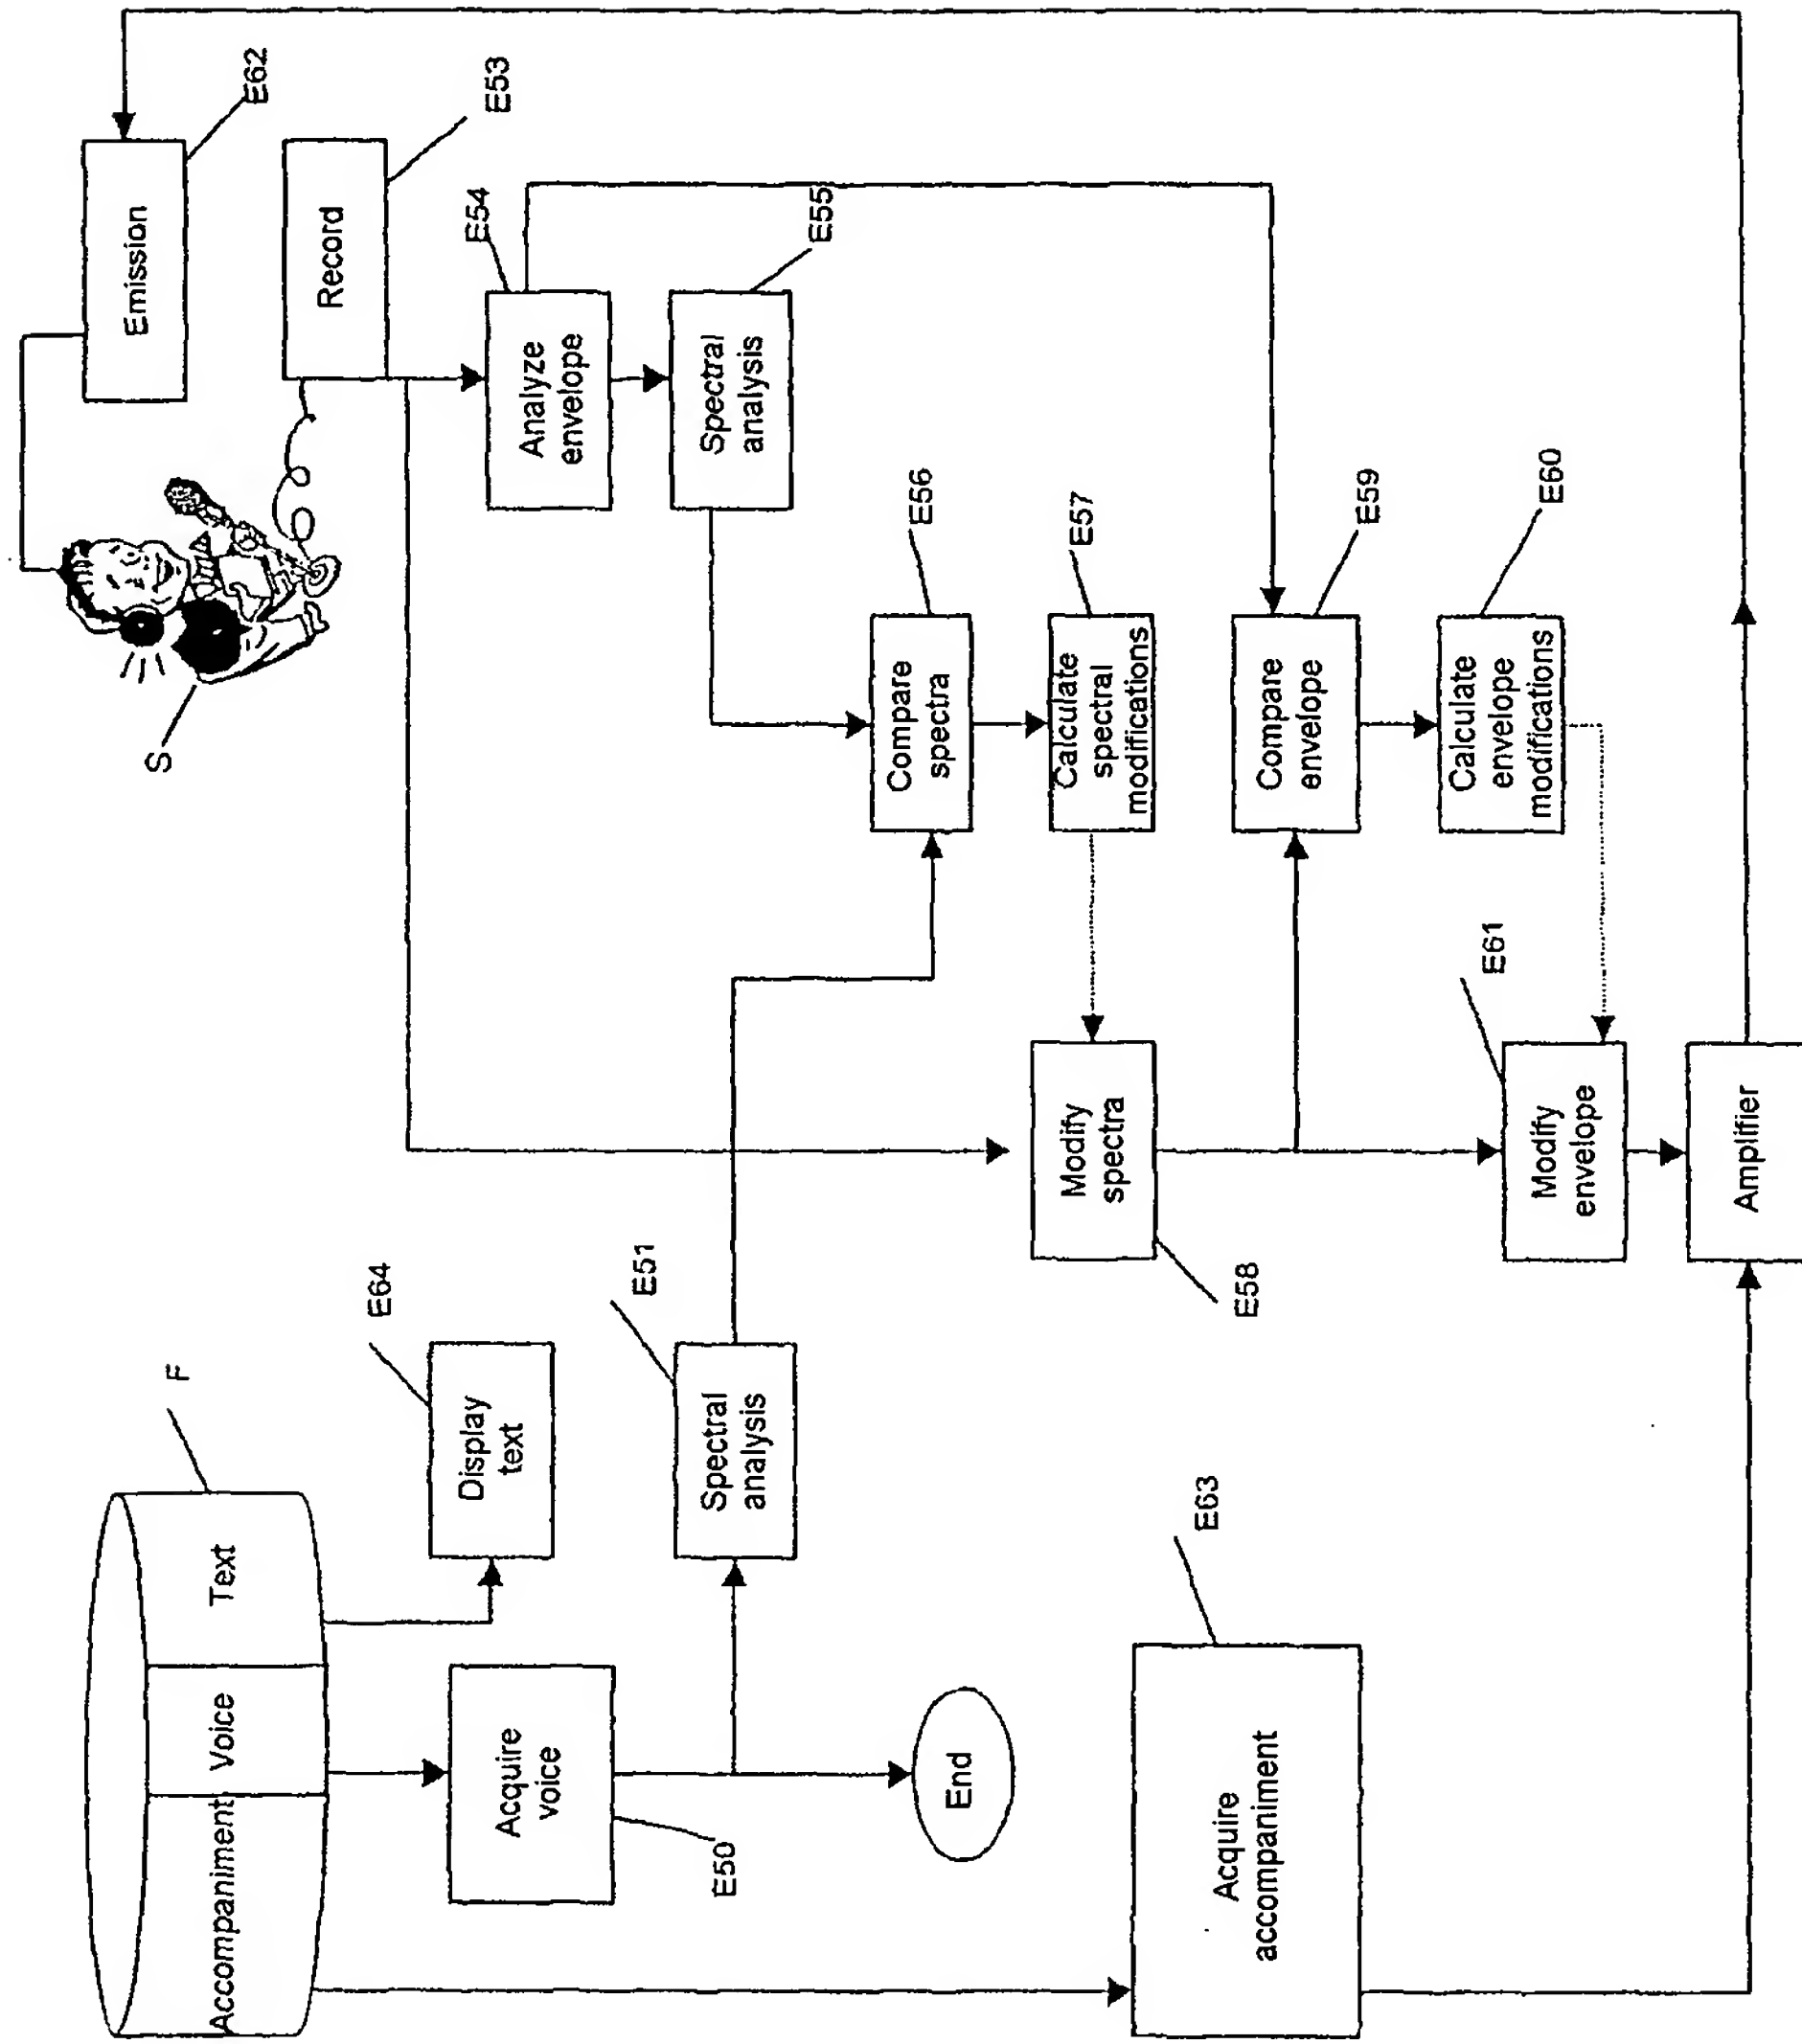 Accompaniment
Voice
Text
F
Acquire
voice
E50
Display
text
E64
Spectral
analysis
E51
End
Acquire
accompaniment
E63
S
Emission
E62
Record
E53
Analyze
envelope
E54
Spectral
analysis
E55
Compare
spectra
E56
Calculate
spectral
modifications
E57
Modify
spectra
E58
Compare
envelope
E59
Calculate
envelope
modifications
E60
Modify
envelope
E61
Amplifier